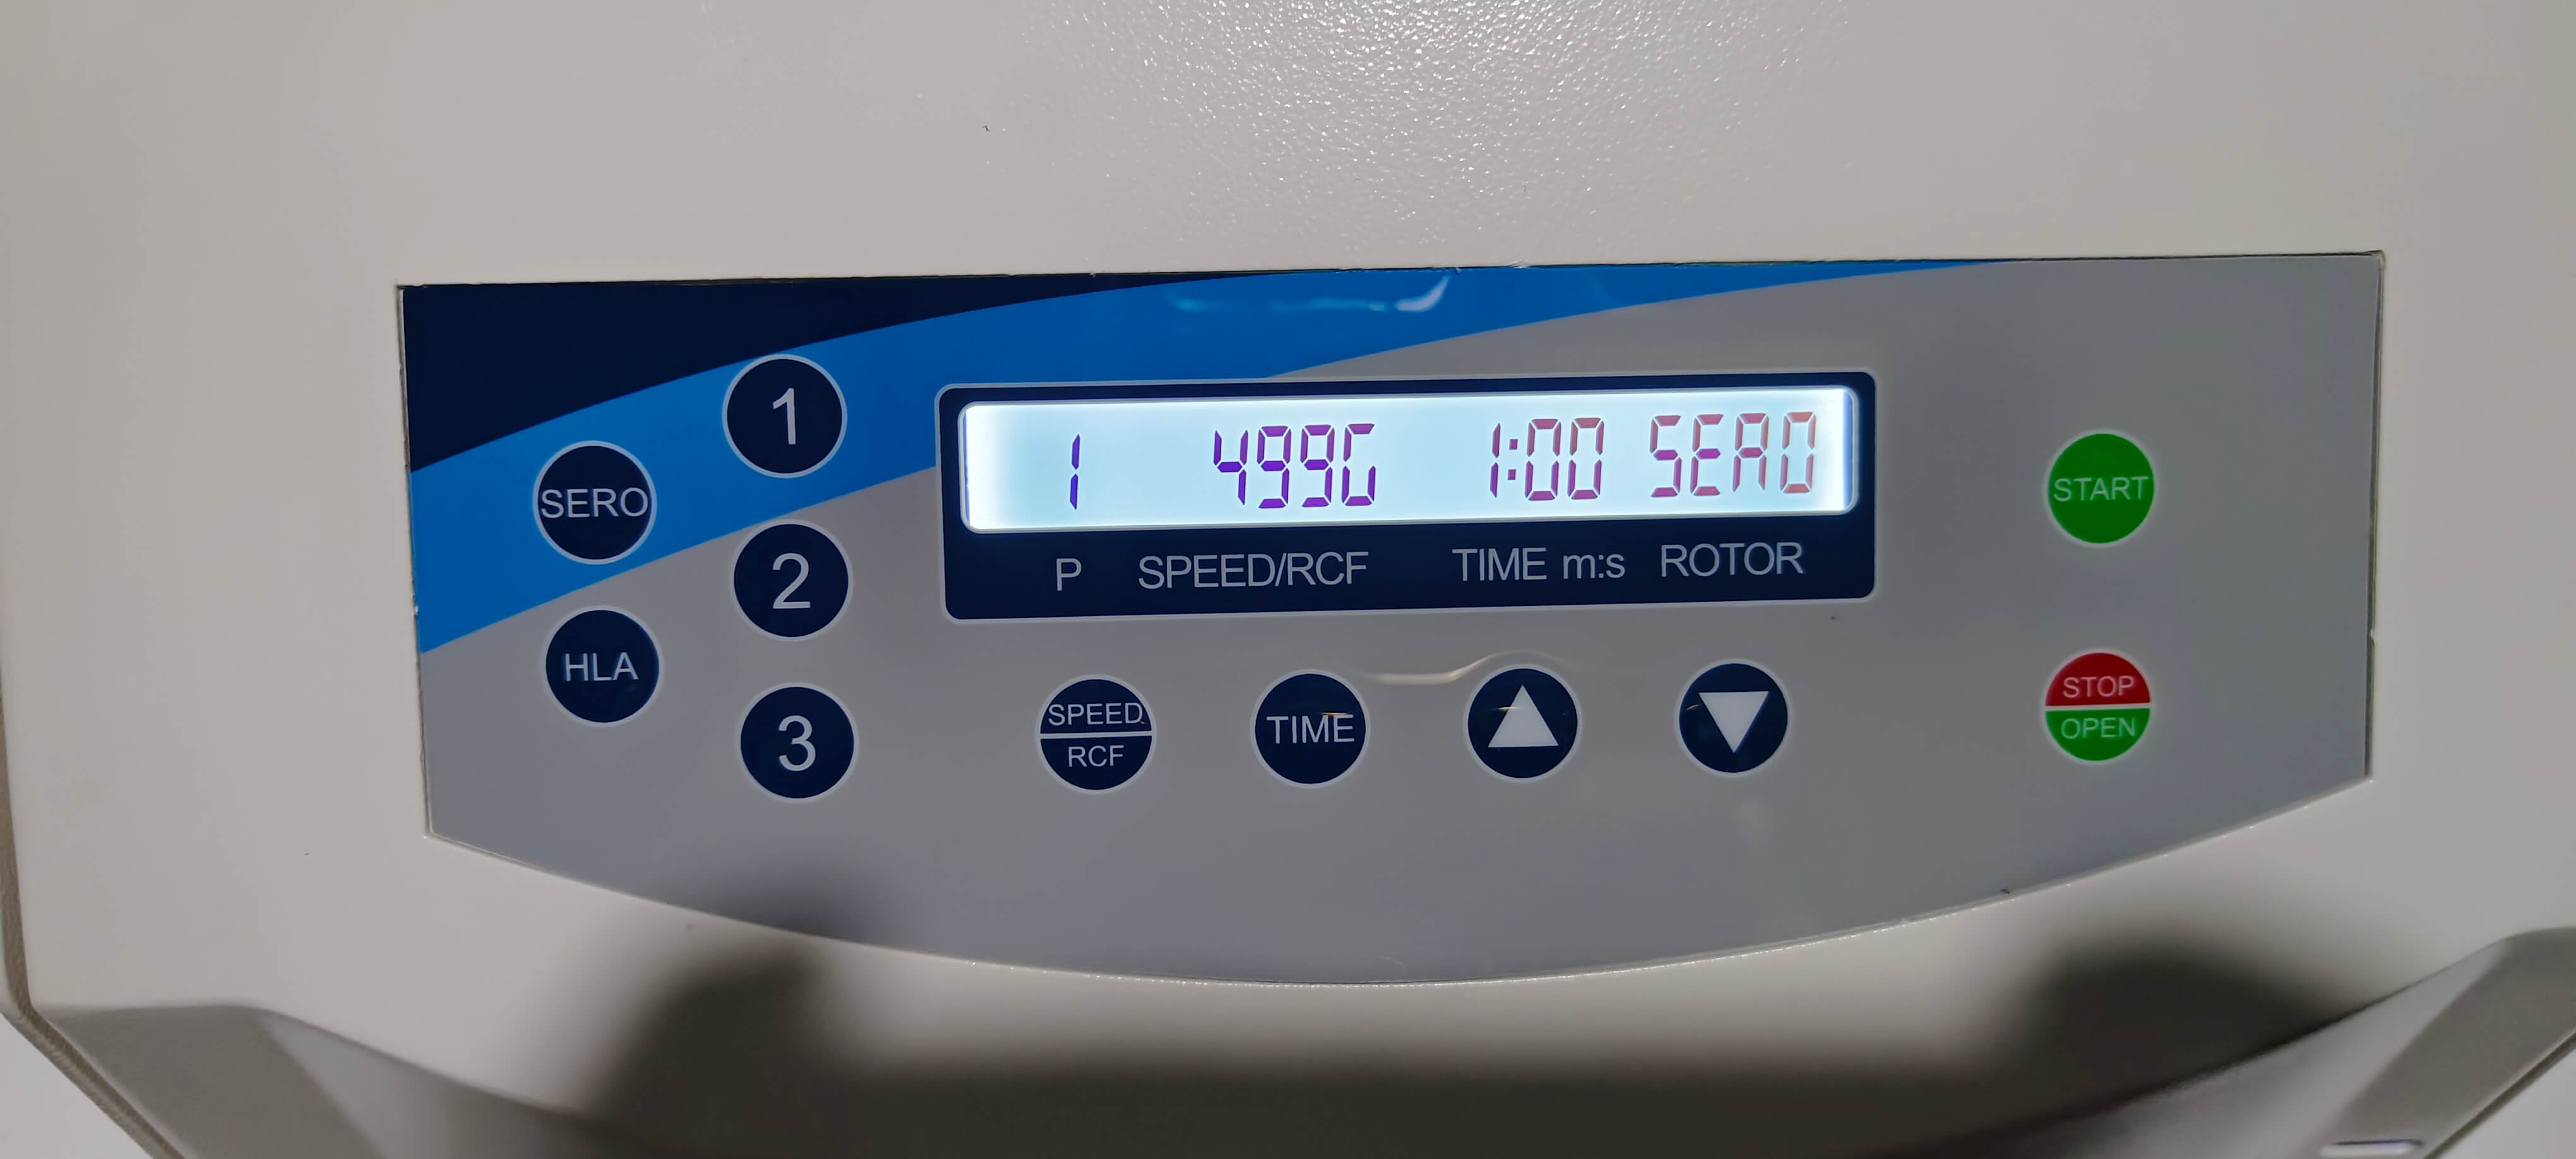 1 499G 1:00 SERO
P SPEED/RCF TIME m:s ROTOR
SERO
HLA
1
2
3
SPEED
RCF
TIME
START
STOP
OPEN